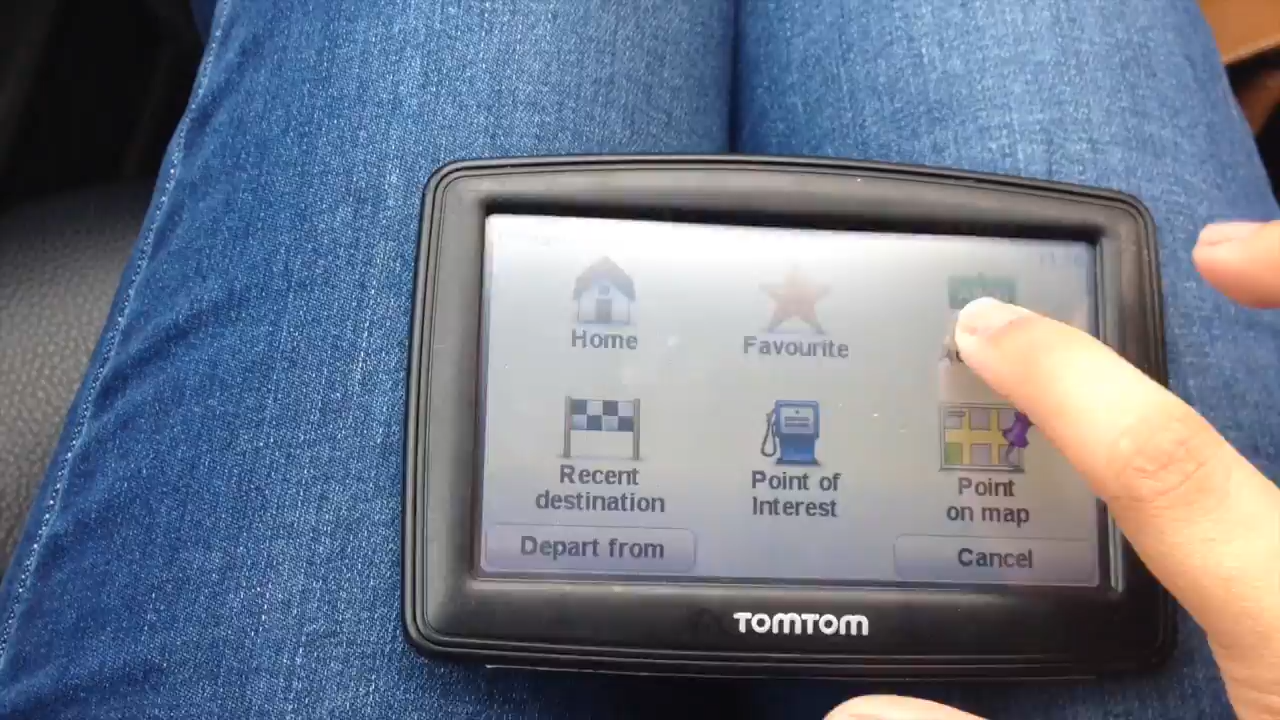 Home
Favourite
Recent
destination
Point of
Interest
Point
on map
Depart from
Cancel
TOMTOM